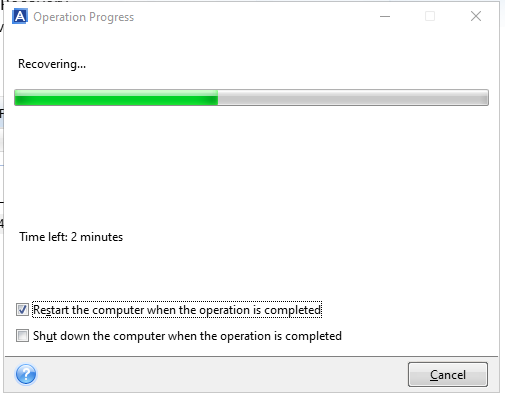 A Operation Progress
Recovering...
Time left: 2 minutes
Restart the computer when the operation is completed
Shut down the computer when the operation is completed
?
Cancel